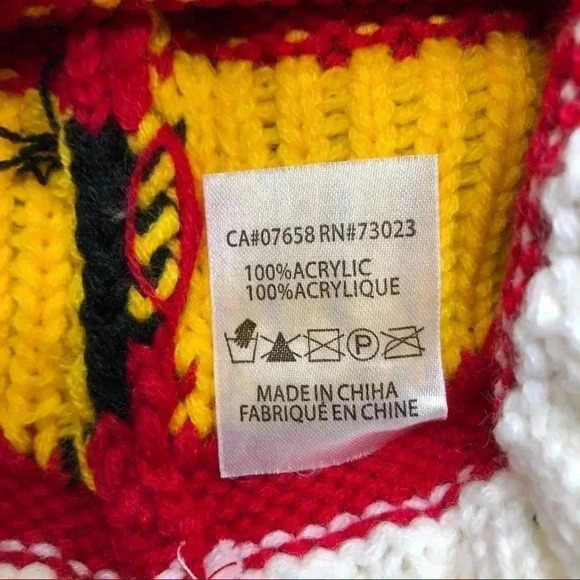 CA#07658 RN#73023
100%ACRYLIC
100%ACRYLIQUE
P
MADE IN CHIHA
FABRIQUÉ EN CHINE